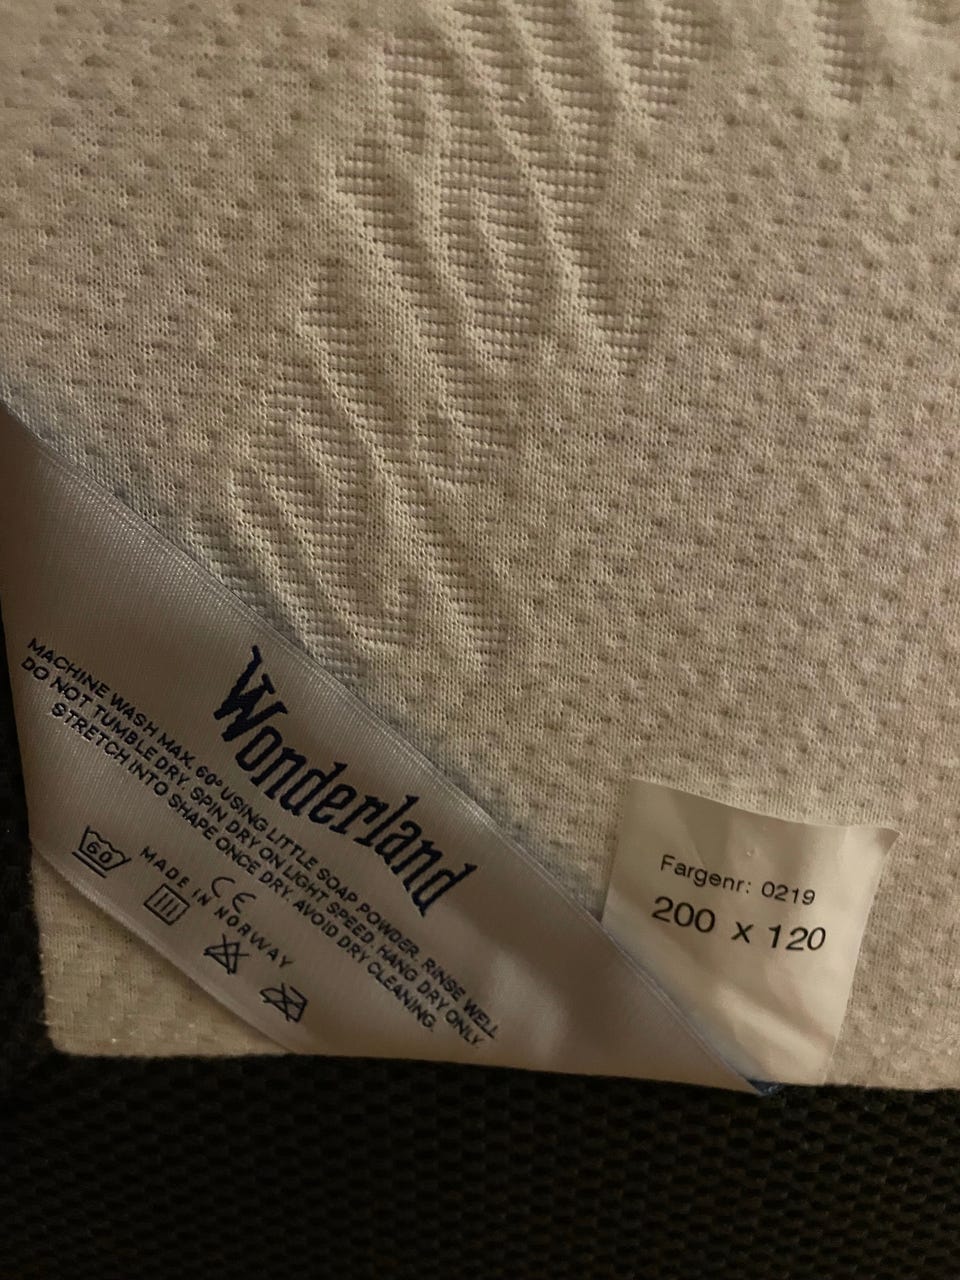 Wonderland
MACHINE WASH MAX. 60° USING LITTLE SOAP POWDER. RINSE WELL
DO NOT TUMBLE DRY. SPIN DRY ON LIGHT SPEED. HANG DRY ONLY.
STRETCH INTO SHAPE ONCE DRY. AVOID DRY CLEANING.
CE
MADE IN NORWAY
60
Fargenr: 0219
200 x 120